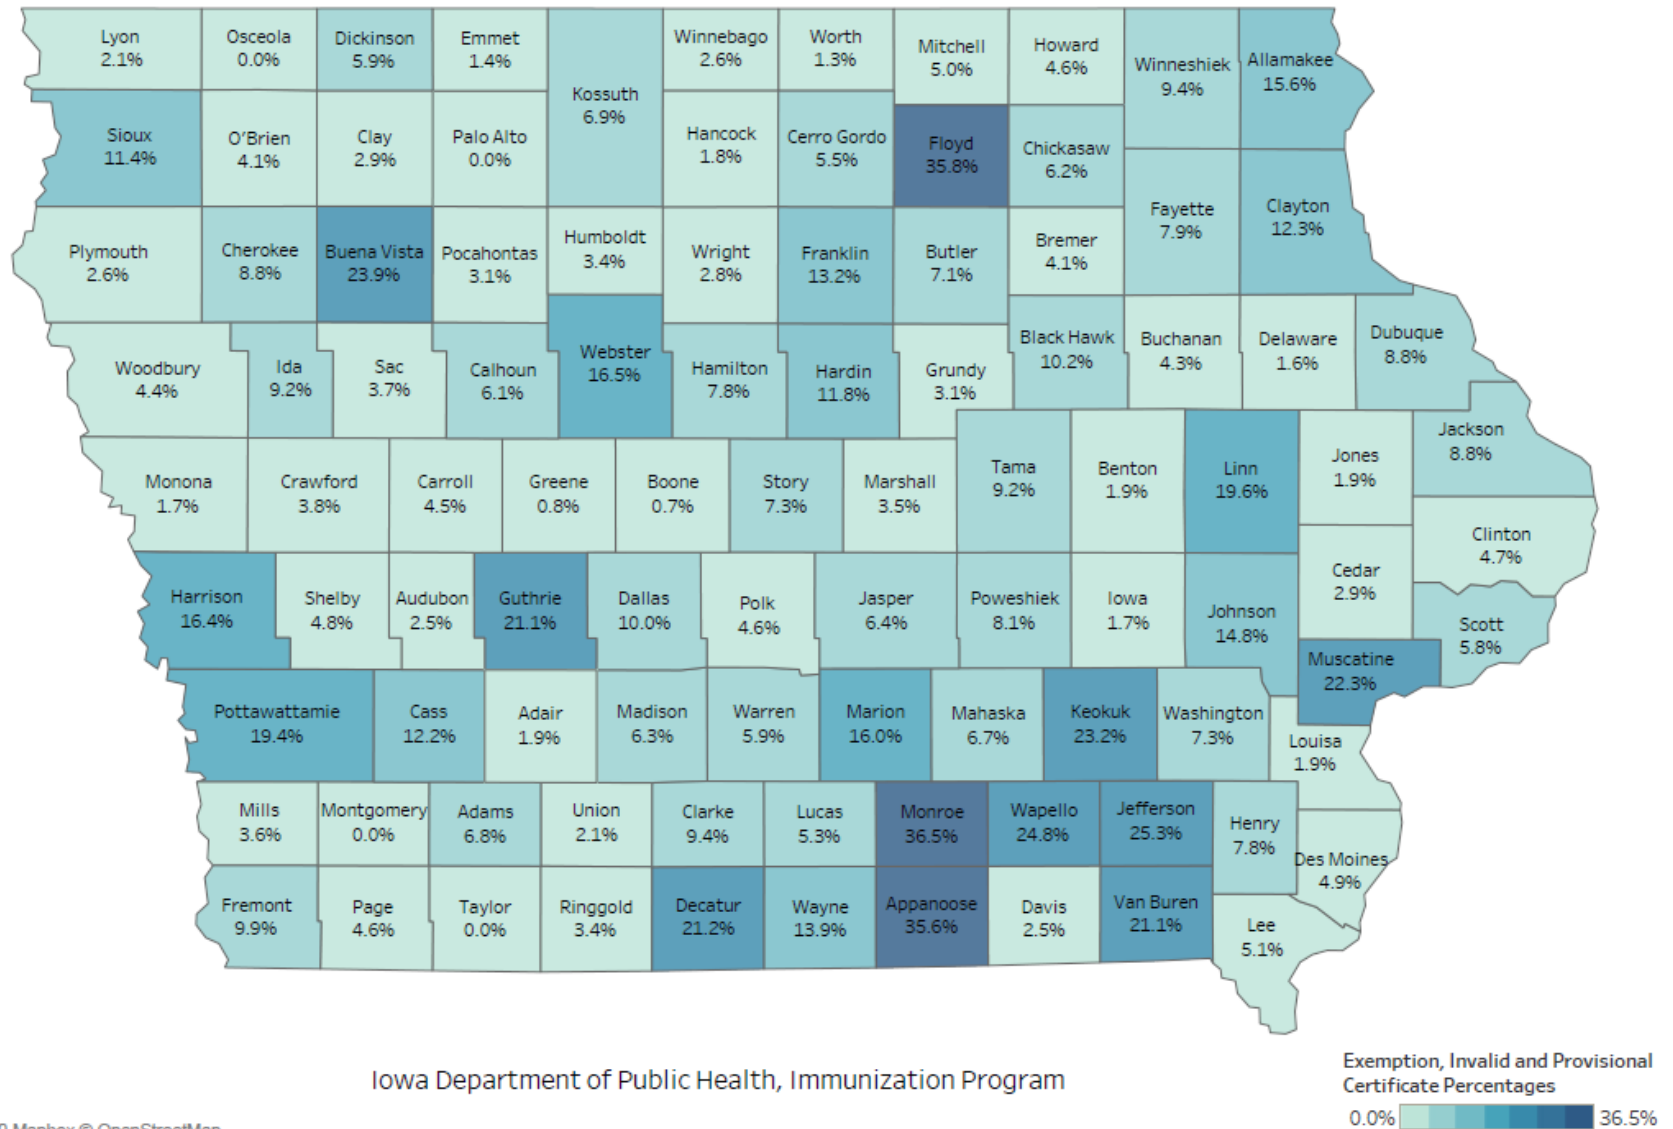 Lyon
2.1%
Osceola
0.0%
Dickinson
5.9%
Emmet
1.4%
Kossuth
6.9%
Winnebago
2.6%
Worth
1.3%
Mitchell
5.0%
Howard
4.6%
Winneshiek
9.4%
Allamakee
15.6%
Sioux
11.4%
O'Brien
4.1%
Clay
2.9%
Palo Alto
0.0%
Hancock
1.8%
Cerro Gordo
5.5%
Floyd
35.8%
Chickasaw
6.2%
Fayette
7.9%
Clayton
12.3%
Plymouth
2.6%
Cherokee
8.8%
Buena Vista
23.9%
Pocahontas
3.1%
Humboldt
3.4%
Wright
2.8%
Franklin
13.2%
Butler
7.1%
Bremer
4.1%
Woodbury
4.4%
Ida
9.2%
Sac
3.7%
Calhoun
6.1%
Webster
16.5%
Hamilton
7.8%
Hardin
11.8%
Grundy
3.1%
Black Hawk
10.2%
Buchanan
4.3%
Delaware
1.6%
Dubuque
8.8%
Monona
1.7%
Crawford
3.8%
Carroll
4.5%
Greene
0.8%
Boone
0.7%
Story
7.3%
Marshall
3.5%
Tama
9.2%
Benton
1.9%
Linn
19.6%
Jones
1.9%
Jackson
8.8%
Clinton
4.7%
Harrison
16.4%
Shelby
4.8%
Audubon
2.5%
Guthrie
21.1%
Dallas
10.0%
Polk
4.6%
Jasper
6.4%
Poweshiek
8.1%
Iowa
1.7%
Johnson
14.8%
Cedar
2.9%
Scott
5.8%
Muscatine
22.3%
Pottawattamie
19.4%
Cass
12.2%
Adair
1.9%
Madison
6.3%
Warren
5.9%
Marion
16.0%
Mahaska
6.7%
Keokuk
23.2%
Washington
7.3%
Louisa
1.9%
Mills
3.6%
Montgomery
0.0%
Adams
6.8%
Union
2.1%
Clarke
9.4%
Lucas
5.3%
Monroe
36.5%
Wapello
24.8%
Jefferson
25.3%
Henry
7.8%
Des Moines
4.9%
Fremont
9.9%
Page
4.6%
Taylor
0.0%
Ringgold
3.4%
Decatur
21.2%
Wayne
13.9%
Appanoose
35.6%
Davis
2.5%
Van Buren
21.1%
Lee
5.1%
Iowa Department of Public Health, Immunization Program
Exemption, Invalid and Provisional
Certificate Percentages
0.0% 36.5%
Mapbox © OpenStreetMap